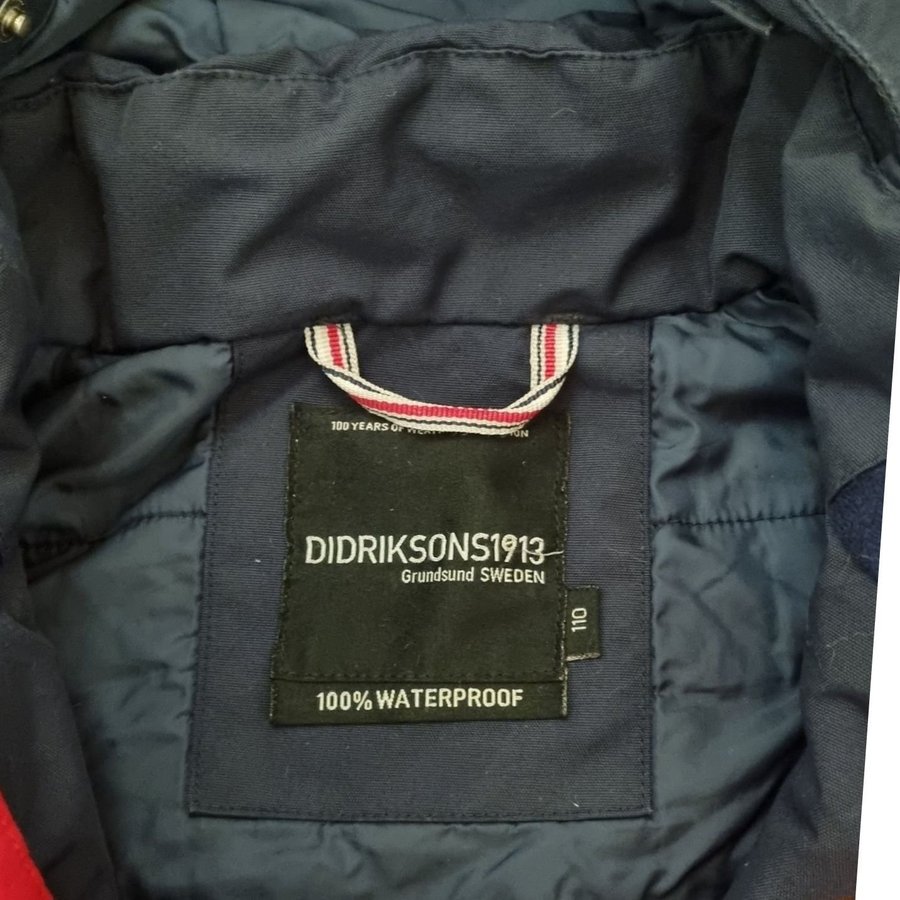 100 YEARS OF
DIDRIKSONS1913
Grundsund SWEDEN
110
100% WATERPROOF